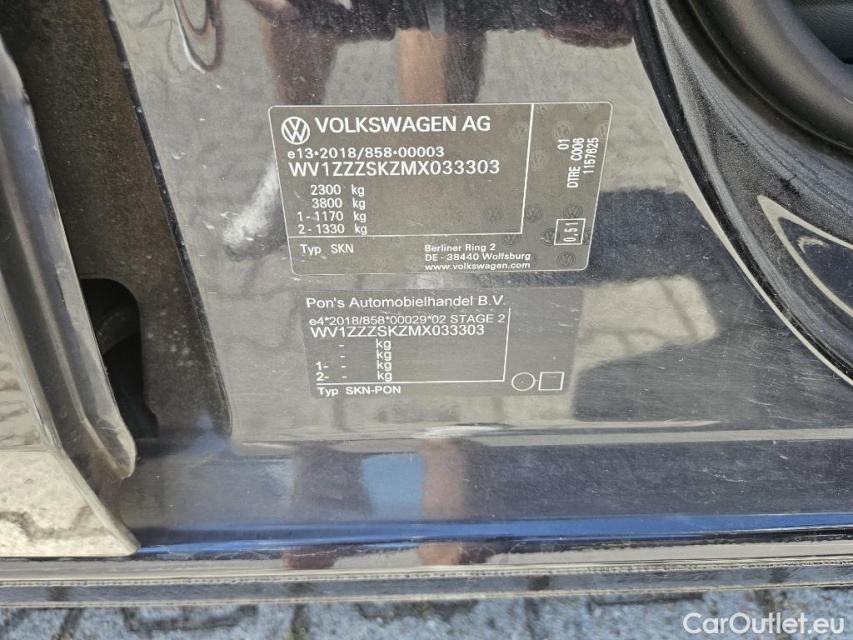 VOLKSWAGEN AG
e13*2018/858*00003
WV1ZZZSKZMX033303
2300 kg
3800 kg
1- 1170 kg
2- 1330 kg
Typ SKN
Berliner Ring 2
DE - 38440 Wolfsburg
www.volkswagen.com
01
DTRE C006
1157625
0,51
Pon's Automobielhandel B.V.
e4*2018/858*00029*02 STAGE 2
WV1ZZZSKZMX033303
- kg
- kg
1- - kg
2- - kg
Typ SKN-PON
CarOutlet.eu